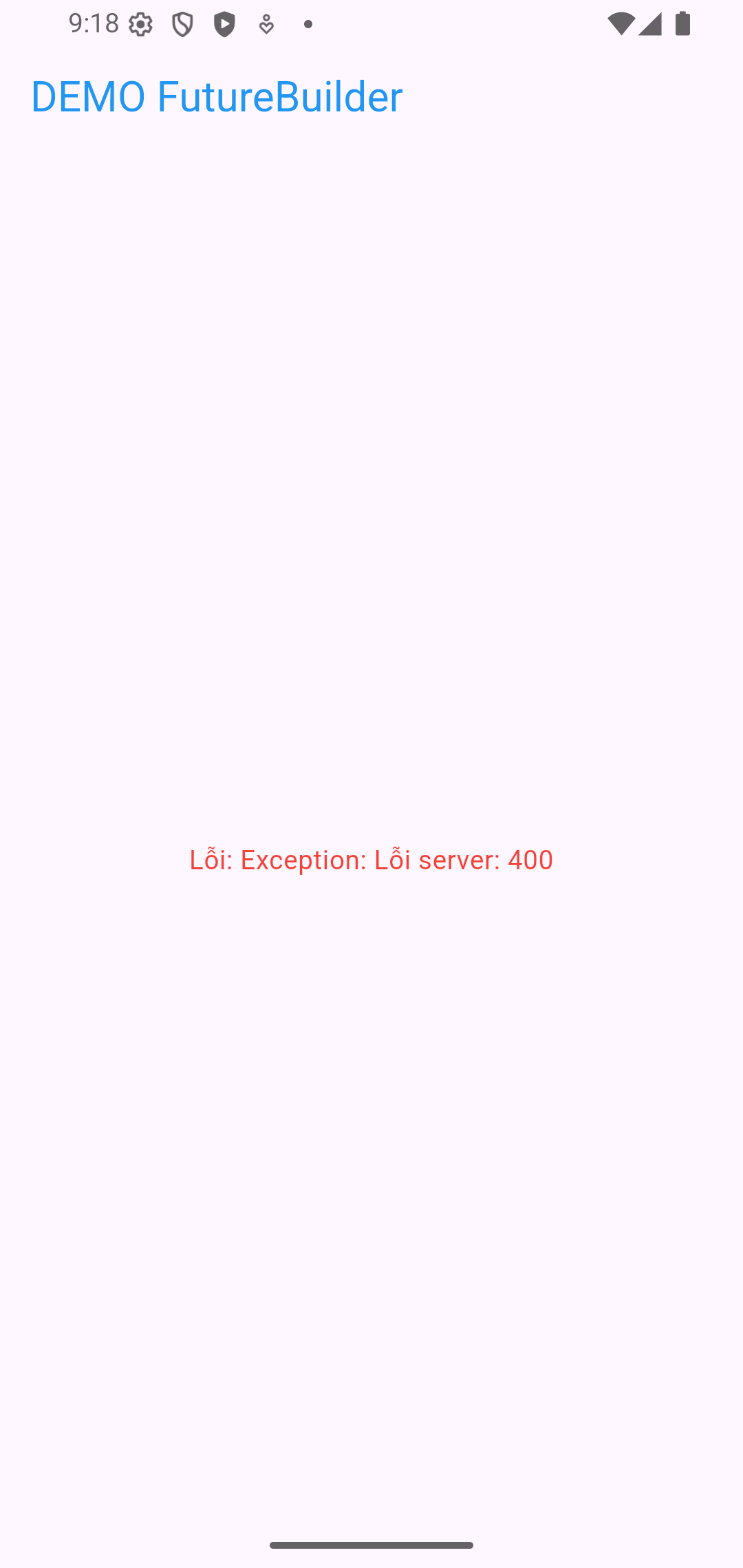 9:18
DEMO FutureBuilder
Lỗi: Exception: Lỗi server: 400